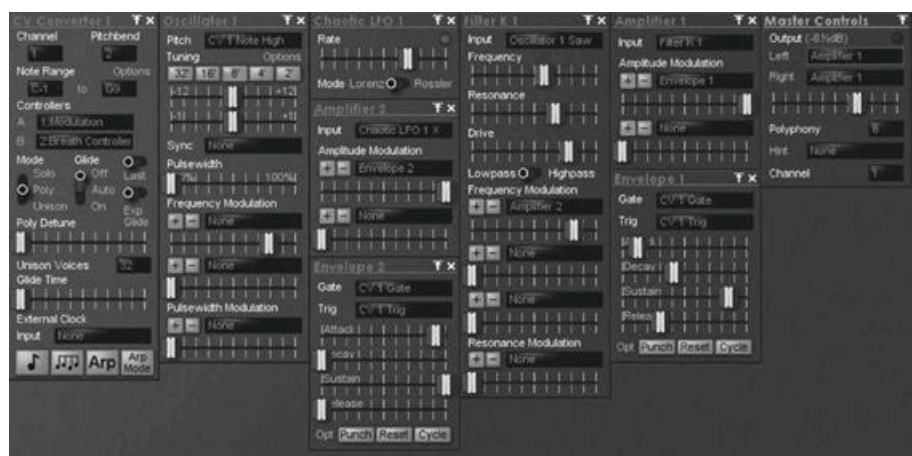 CV Converter 1
Channel Pitchbend
1 2
Note Range Options
C-1 to G9
Controllers
A 1:Modulation
B 2:Breath Controller
Mode Glide
Solo Off Last
Poly Auto
Unison On Exp
Poly Detune Glide
Unison Voices 32
Glide Time
External Clock
Input None
Arp Arp Mode
Oscillator 1
Pitch CV 1 Note High
Tuning Options
32' 16' 8' 4' 2'
|-12 +12|
|-1| +1|
Sync None
Pulsewidth
7%| 100%|
Frequency Modulation
+ - None
+ - None
Pulsewidth Modulation
+ - None
Chaotic LFO 1
Rate
Mode Lorenz Rossler
Amplifier 2
Input Chaotic LFO 1 X
Amplitude Modulation
+ - Envelope 2
+ - None
Envelope 2
Gate CV 1 Gate
Trig CV 1 Trig
|Attack|
ecay
|Sustain
elease
Opt Punch Reset Cycle
Filter K 1
Input Oscillator 1 Saw
Frequency
Resonance
Drive
Lowpass Highpass
Frequency Modulation
+ - Amplifier 2
+ - None
+ - None
Resonance Modulation
+ - None
Amplifier 1
Input Filter K 1
Amplitude Modulation
+ - Envelope 1
+ - None
Envelope 1
Gate CV 1 Gate
Trig CV 1 Trig
|Decay
|Sustain
|Relea
Opt Punch Reset Cycle
Master Controls
Output (-6½dB)
Left Amplifier 1
Right Amplifier 1
Polyphony 8
Hint None
Channel 1